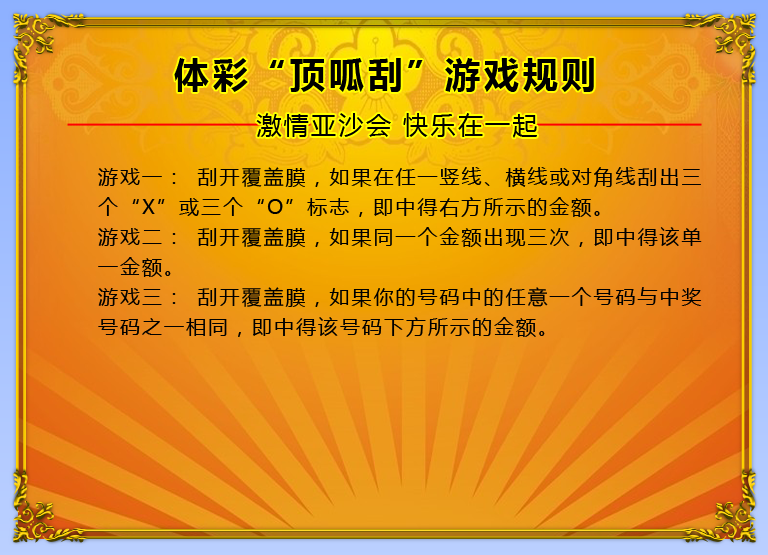 体彩“顶呱刮”游戏规则
激情亚沙会 快乐在一起
游戏一： 刮开覆盖膜，如果在任一竖线、横线或对角线刮出三
个“X”或三个“O”标志，即中得右方所示的金额。
游戏二： 刮开覆盖膜，如果同一个金额出现三次，即中得该单
一金额。
游戏三： 刮开覆盖膜，如果你的号码中的任意一个号码与中奖
号码之一相同，即中得该号码下方所示的金额。